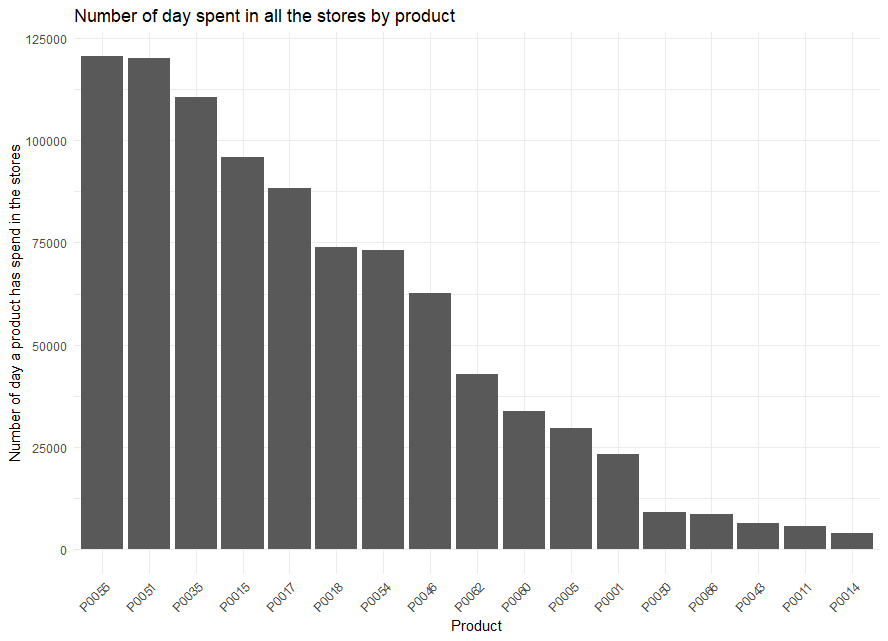 Number of day spent in all the stores by product
Number of day a product has spend in the stores
125000
100000
75000
50000
25000
0
P0055
P0051
P0035
P0015
P0017
P0018
P0054
P0046
P0062
P0060
P0005
P0001
P0050
P0066
P0043
P0011
P0014
Product